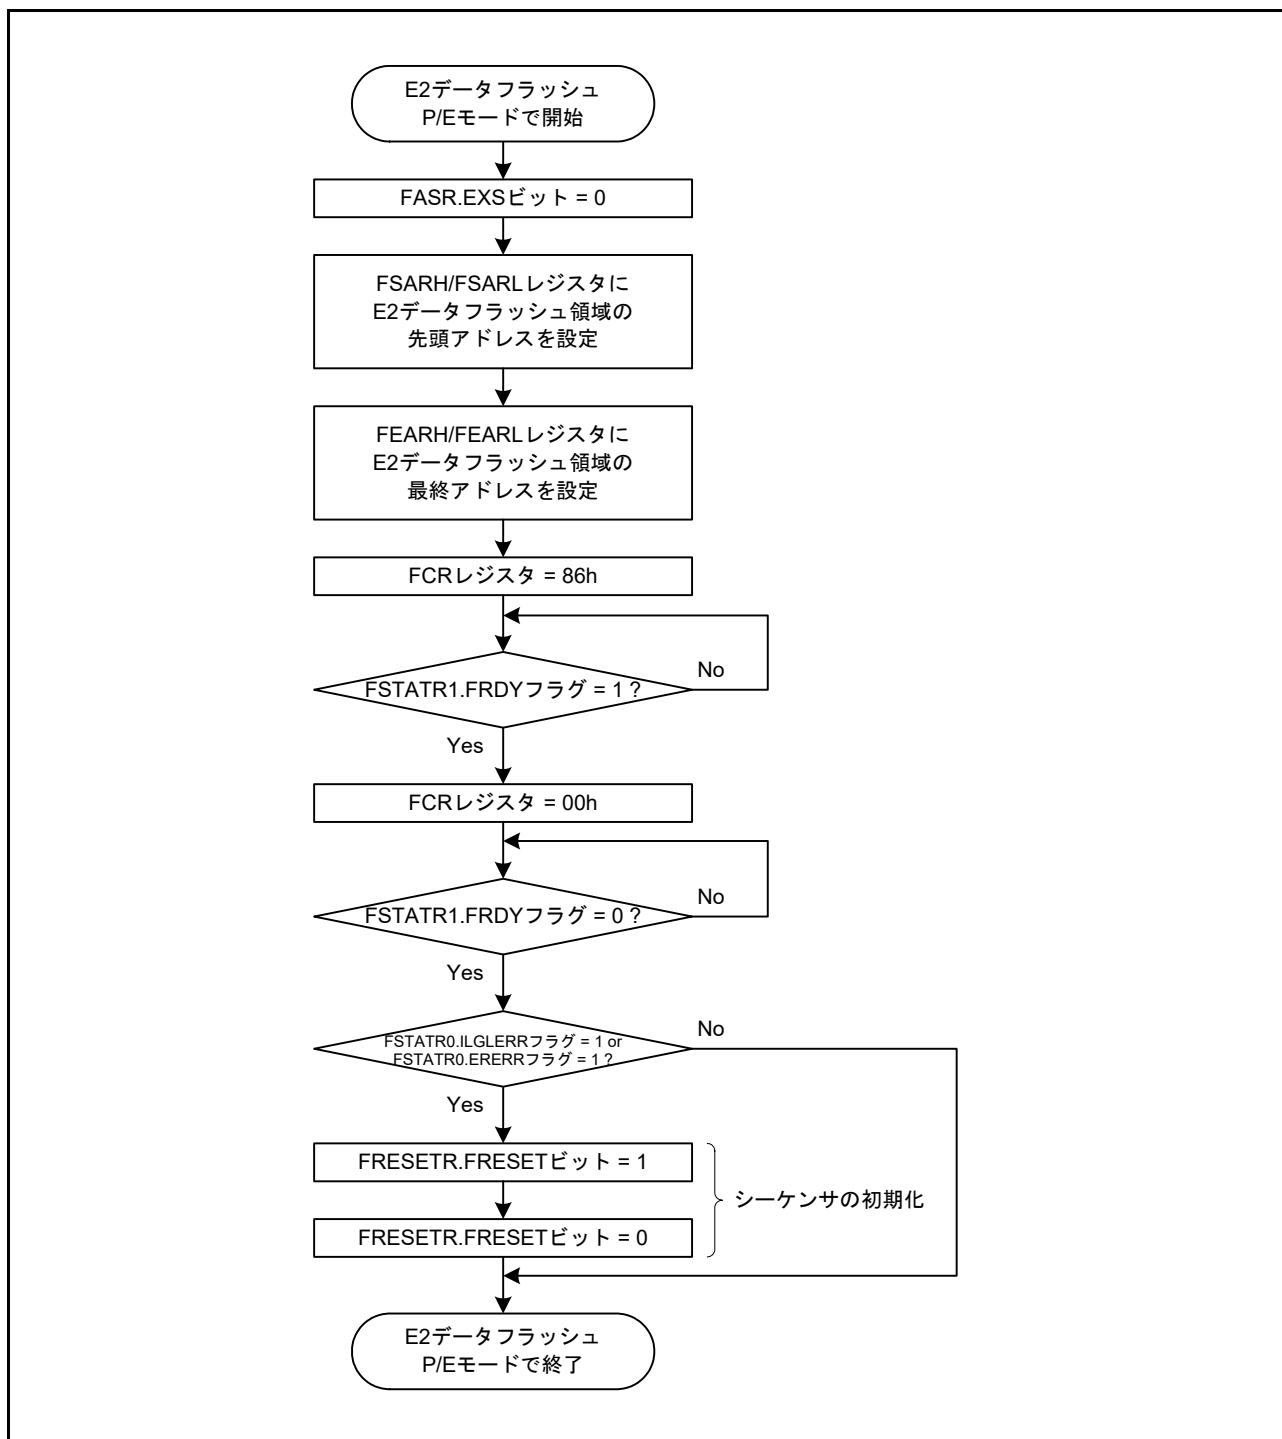 E2データフラッシュ
P/Eモードで開始
FASR.EXSビット = 0
FSARH/FSARLレジスタに
E2データフラッシュ領域の
先頭アドレスを設定
FEARH/FEARLレジスタに
E2データフラッシュ領域の
最終アドレスを設定
FCRレジスタ = 86h
No
FSTATR1.FRDYフラグ = 1 ?
Yes
FCRレジスタ = 00h
No
FSTATR1.FRDYフラグ = 0 ?
Yes
No
FSTATR0.ILGLERRフラグ = 1 or
FSTATR0.ERERRフラグ = 1 ?
Yes
FRESETR.FRESETビット = 1
シーケンサの初期化
FRESETR.FRESETビット = 0
E2データフラッシュ
P/Eモードで終了